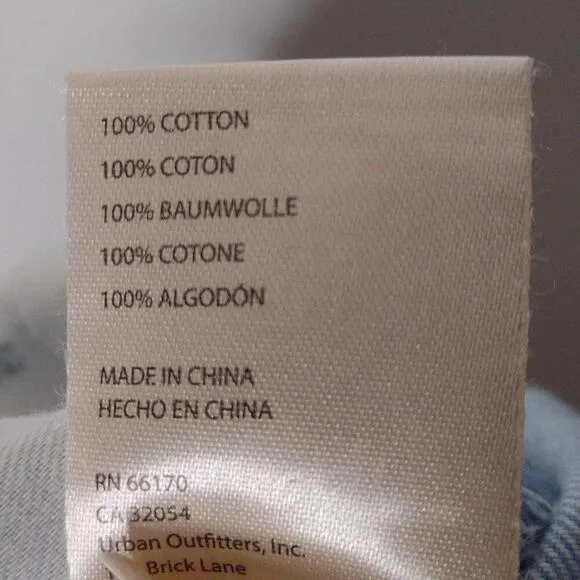 100% COTTON
100% COTON
100% BAUMWOLLE
100% COTONE
100% ALGODÓN
MADE IN CHINA
HECHO EN CHINA
RN 66170
CA 32054
Urban Outfitters, Inc.
Brick Lane